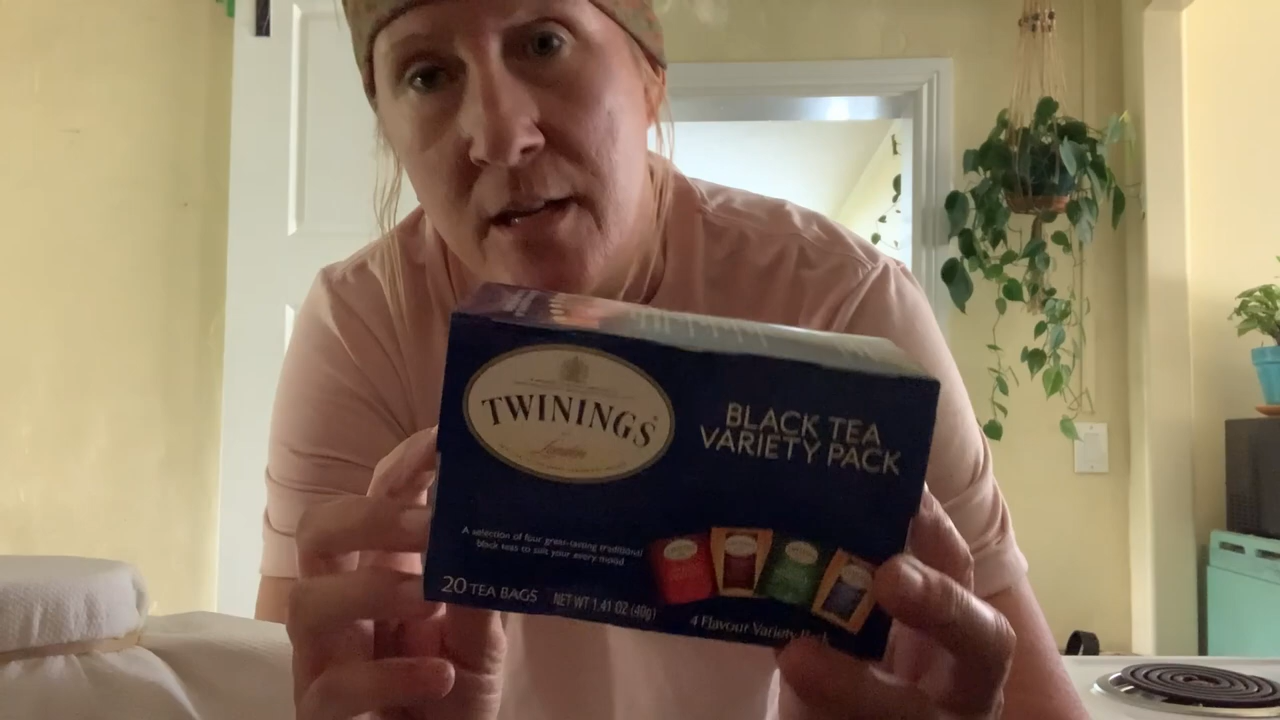 TWININGS
London
BLACK TEA
VARIETY PACK
A selection of four great-tasting traditional
black teas to suit your every mood
20 TEA BAGS
NET WT 1.41 OZ (40g)
4 Flavour Variety Pack